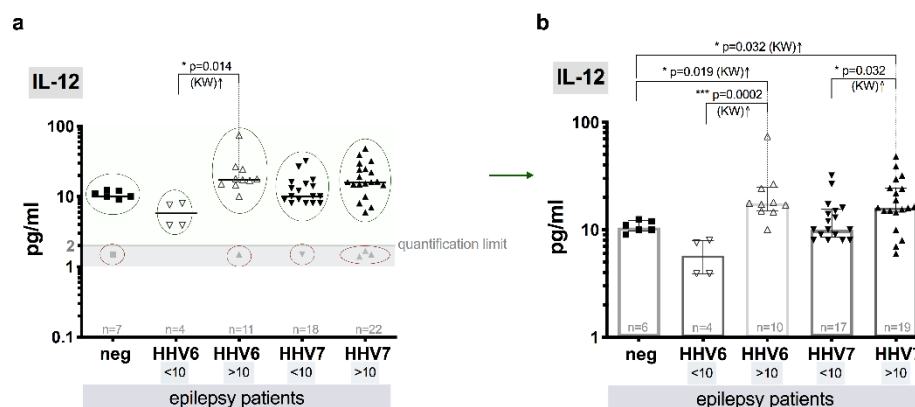 a
IL-12
* p=0.014
(KW)↑
pg/ml
100
10
2
1
0.1
quantification limit
n=7 n=4 n=11 n=18 n=22
neg HHV6 HHV6 HHV7 HHV7
<10 >10 <10 >10
epilepsy patients
b
IL-12
* p=0.032 (KW)↑
* p=0.019 (KW)↑
* p=0.032
(KW)↑
*** p=0.0002
(KW)↑
pg/ml
100
10
1
n=6 n=4 n=10 n=17 n=19
neg HHV6 HHV6 HHV7 HHV7
<10 >10 <10 >10
epilepsy patients